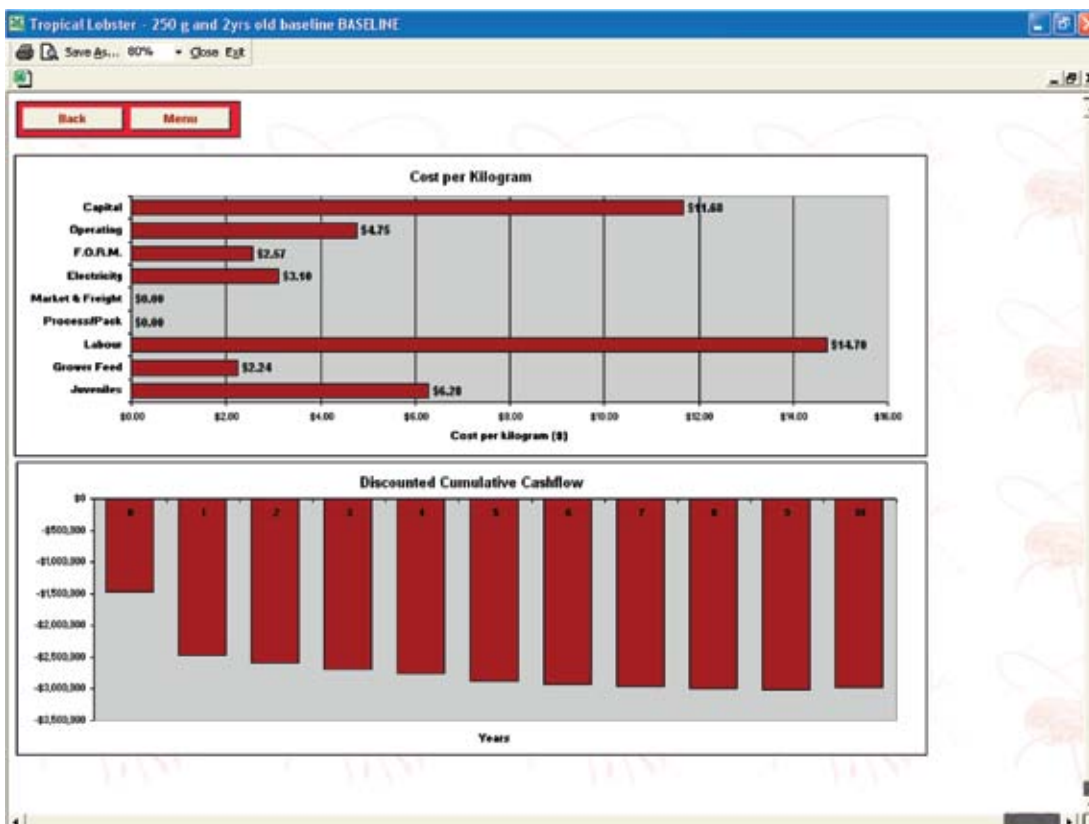 Tropical Lobster - 250 g and 2yrs old baseline BASELINE
Save As... 80% Close Exit
Back Menu
Cost per Kilogram
Capital $11.68
Operating $4.75
F.O.R.M. $2.57
Electricity $3.10
Market & Freight $0.00
Process/Pack $0.00
Labour $14.70
Grower Feed $2.24
Juveniles $6.28
$0.00 $2.00 $4.00 $6.00 $8.00 $10.00 $12.00 $14.00 $16.00
Cost per kilogram ($)
Discounted Cumulative Cashflow
$0
0 1 2 3 4 5 6 7 8 9 10
-$500,000
-$1,000,000
-$1,500,000
-$2,000,000
-$2,500,000
-$3,000,000
-$3,500,000
Years